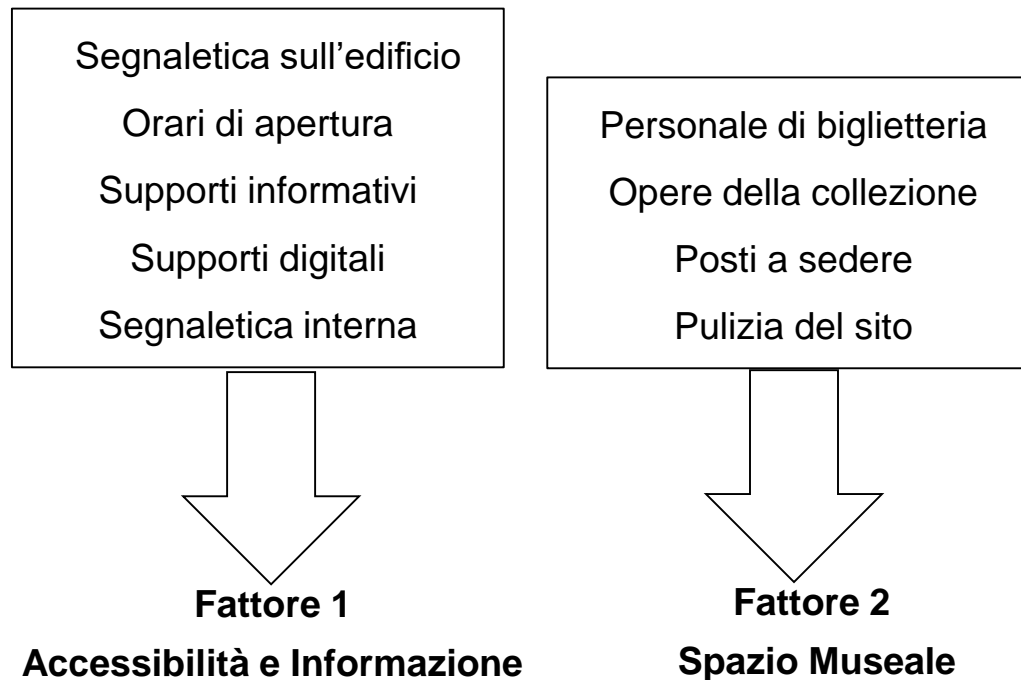 Segnaletica sull’edificio
Orari di apertura
Supporti informativi
Supporti digitali
Segnaletica interna
Fattore 1
Accessibilità e Informazione
Personale di biglietteria
Opere della collezione
Posti a sedere
Pulizia del sito
Fattore 2
Spazio Museale